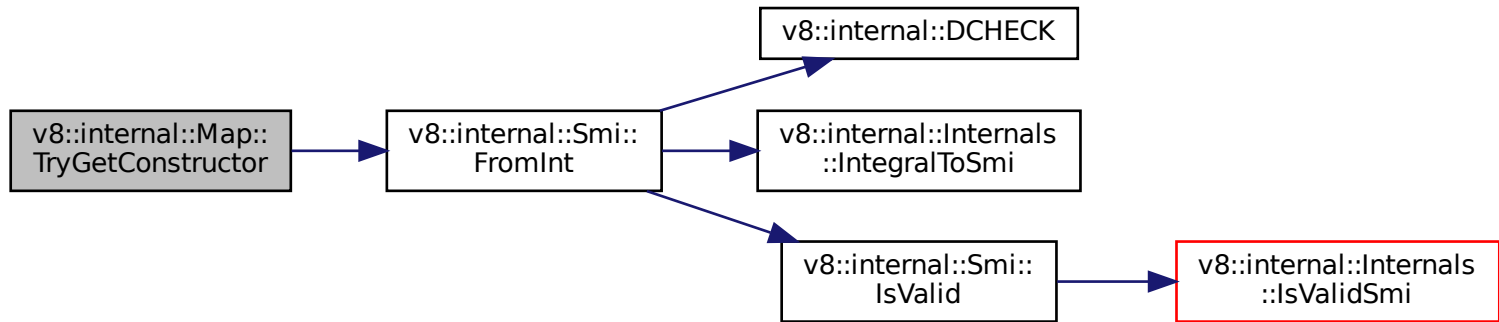 v8::internal::DCHECK
v8::internal::Map::
TryGetConstructor
v8::internal::Smi::
FromInt
v8::internal::Internals
::IntegralToSmi
v8::internal::Smi::
IsValid
v8::internal::Internals
::IsValidSmi